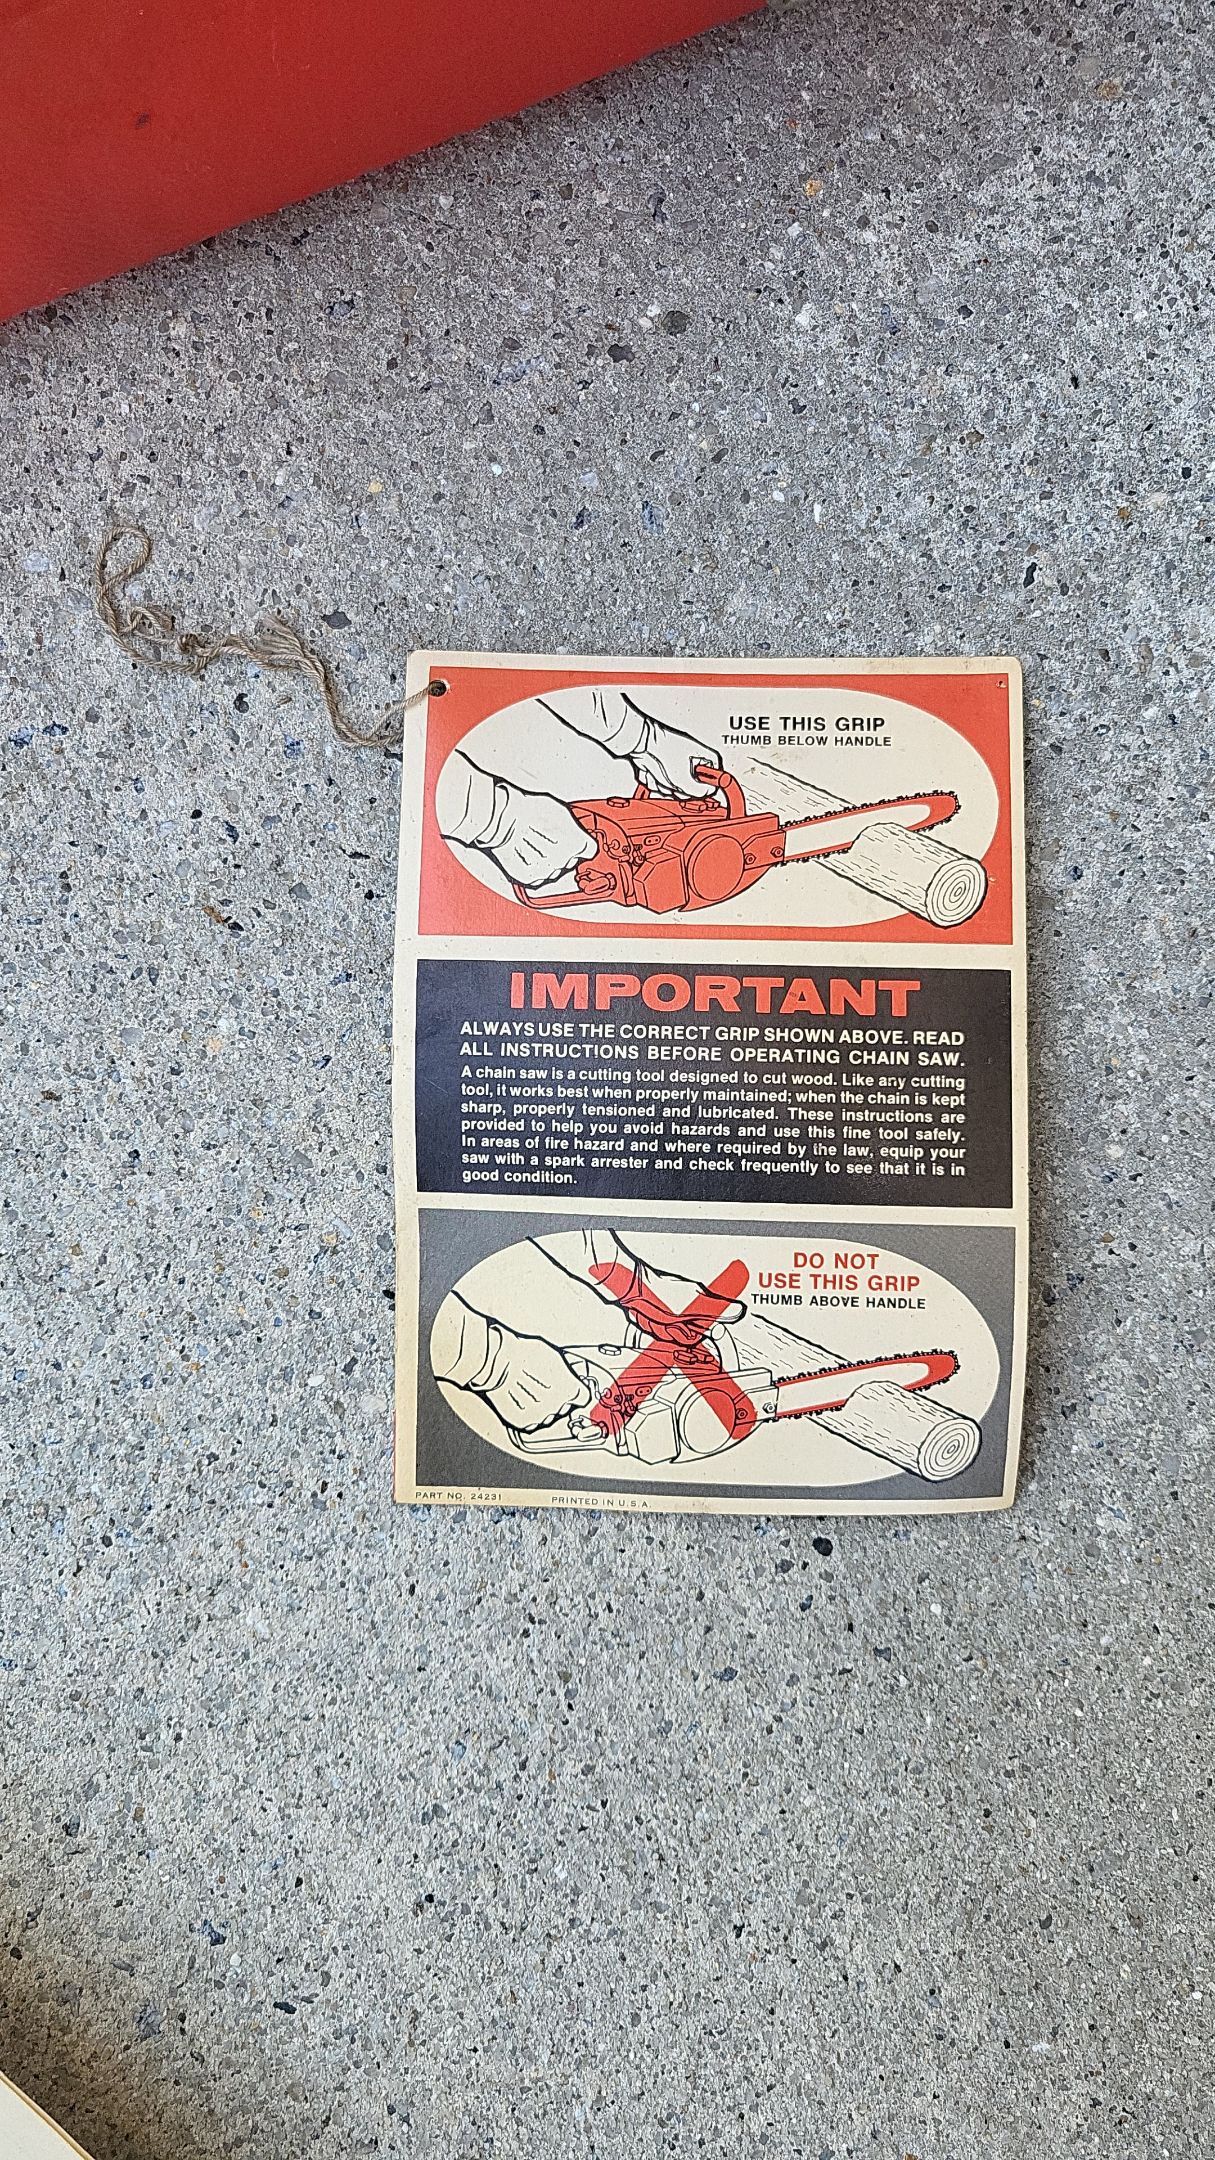 USE THIS GRIP
THUMB BELOW HANDLE
IMPORTANT
ALWAYS USE THE CORRECT GRIP SHOWN ABOVE. READ
ALL INSTRUCTIONS BEFORE OPERATING CHAIN SAW.
A chain saw is a cutting tool designed to cut wood. Like any cutting
tool, it works best when properly maintained; when the chain is kept
sharp, properly tensioned and lubricated. These instructions are
provided to help you avoid hazards and use this fine tool safely.
In areas of fire hazard and where required by the law, equip your
saw with a spark arrester and check frequently to see that it is in
good condition.
DO NOT
USE THIS GRIP
THUMB ABOVE HANDLE
PART NO. 24231 PRINTED IN U.S.A.